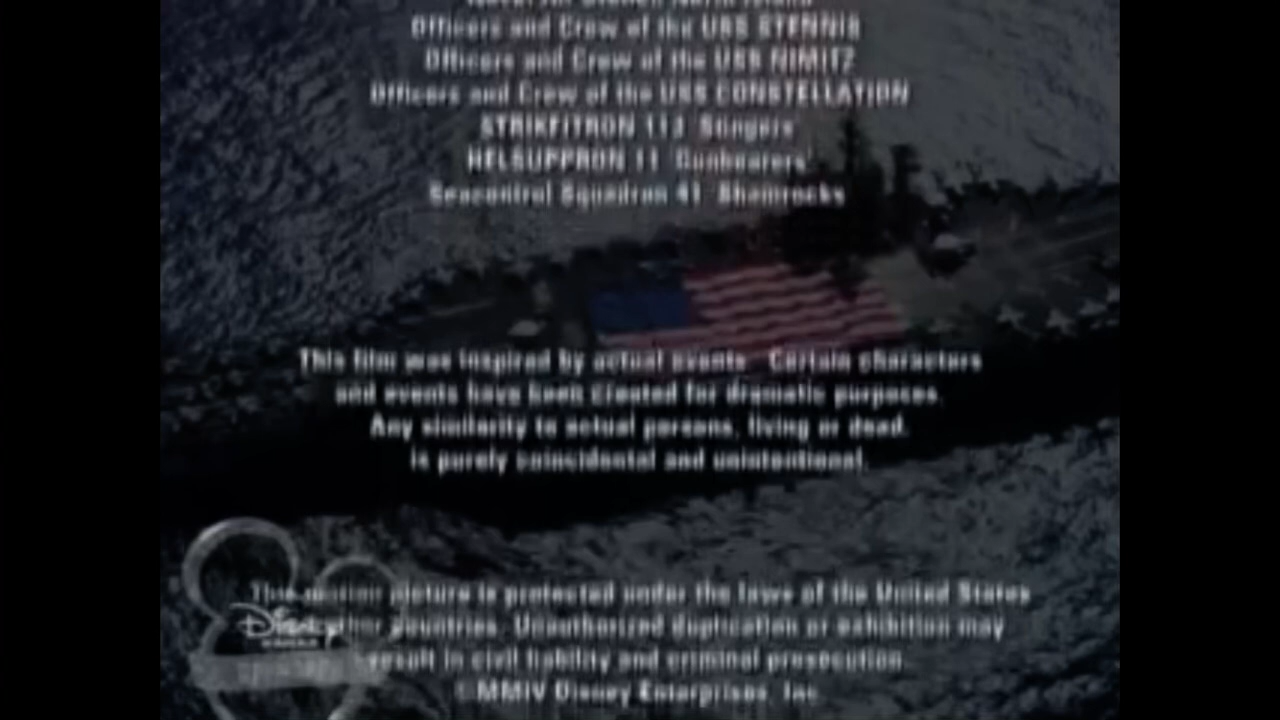 Officers and Crew of the USS STENNIS
Officers and Crew of the USS NIMITZ
Officers and Crew of the USS CONSTELLATION
STRIKFITRON 113 Stingers
HELSUPPRON 11 Gunbearers
Seacontrol Squadron 41 Shamrocks
This film was inspired by actual events. Certain characters
and events have been created for dramatic purposes.
Any similarity to actual persons, living or dead,
is purely coincidental and unintentional.
This motion picture is protected under the laws of the United States
other countries. Unauthorized duplication or exhibition may
result in civil liability and criminal prosecution.
©MMIV Disney Enterprises, Inc.
Disney